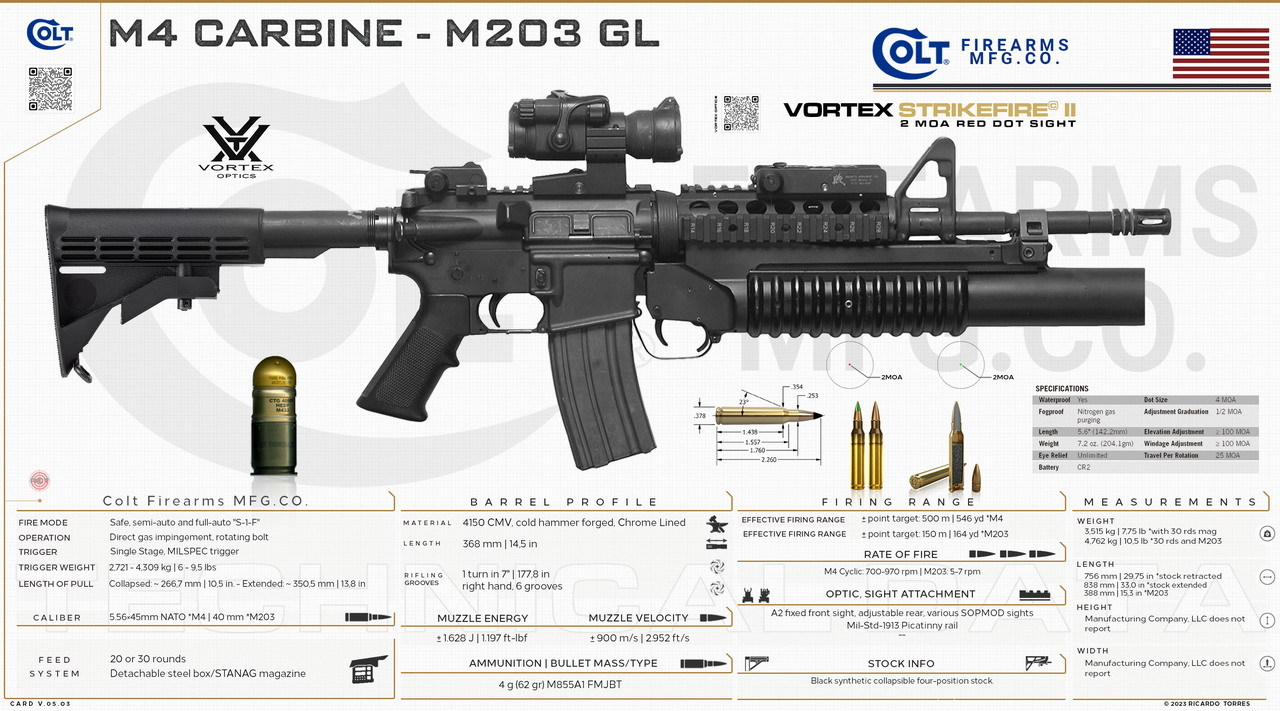 COLT
M4 CARBINE - M203 GL
COLT FIREARMS
MFG.CO.
VORTEX OPTICS
VORTEX STRIKEFIRE II
2 MOA RED DOT SIGHT
VORTEX
OPTICS
FIREARMS
MFG.CO.
2MOA
2MOA
.354
.253
23°
.378
1.438
1.557
1.760
2.260
SPECIFICATIONS
Waterproof Yes Dot Size 4 MOA
Fogproof Nitrogen gas purging Adjustment Graduation 1/2 MOA
Length 5.6" (142.2mm) Elevation Adjustment ≥ 100 MOA
Weight 7.2 oz. (204.1gm) Windage Adjustment ≥ 100 MOA
Eye Relief Unlimited Travel Per Rotation 25 MOA
Battery CR2
Colt Firearms MFG.CO.
FIRE MODE Safe, semi-auto and full-auto "S-1-F"
OPERATION Direct gas impingement, rotating bolt
TRIGGER Single Stage, MILSPEC trigger
TRIGGER WEIGHT 2,721 - 4,309 kg | 6 - 9,5 lbs
LENGTH OF PULL Collapsed: ~ 266,7 mm | 10,5 in. - Extended: ~ 350,5 mm | 13,8 in
CALIBER 5.56×45mm NATO *M4 | 40 mm *M203
FEED SYSTEM
20 or 30 rounds
Detachable steel box/STANAG magazine
BARREL PROFILE
MATERIAL 4150 CMV, cold hammer forged, Chrome Lined
LENGTH 368 mm | 14,5 in
RIFLING
GROOVES
1 turn in 7" | 177,8 in
right hand, 6 grooves
MUZZLE ENERGY MUZZLE VELOCITY
± 1.628 J | 1.197 ft-lbf ± 900 m/s | 2.952 ft/s
AMMUNITION | BULLET MASS/TYPE
4 g (62 gr) M855A1 FMJBT
FIRING RANGE
EFFECTIVE FIRING RANGE ± point target: 500 m | 546 yd *M4
EFFECTIVE FIRING RANGE ± point target: 150 m | 164 yd *M203
RATE OF FIRE
M4 Cyclic: 700-970 rpm | M203: 5-7 rpm
OPTIC, SIGHT ATTACHMENT
A2 fixed front sight, adjustable rear, various SOPMOD sights
Mil-Std-1913 Picatinny rail
--
STOCK INFO
Black synthetic collapsible four-position stock.
MEASUREMENTS
WEIGHT
3,515 kg | 7,75 lb *with 30 rds mag
4,762 kg | 10,5 lb *30 rds and M203
LENGTH
756 mm | 29,75 in *stock retracted
838 mm | 33,0 in *stock extended
388 mm | 15,3 in *M203
HEIGHT
Manufacturing Company, LLC does not
report
WIDTH
Manufacturing Company, LLC does not
report
TECHNICAL DATA
CARD V.05.03
© 2023 RICARDO TORRES